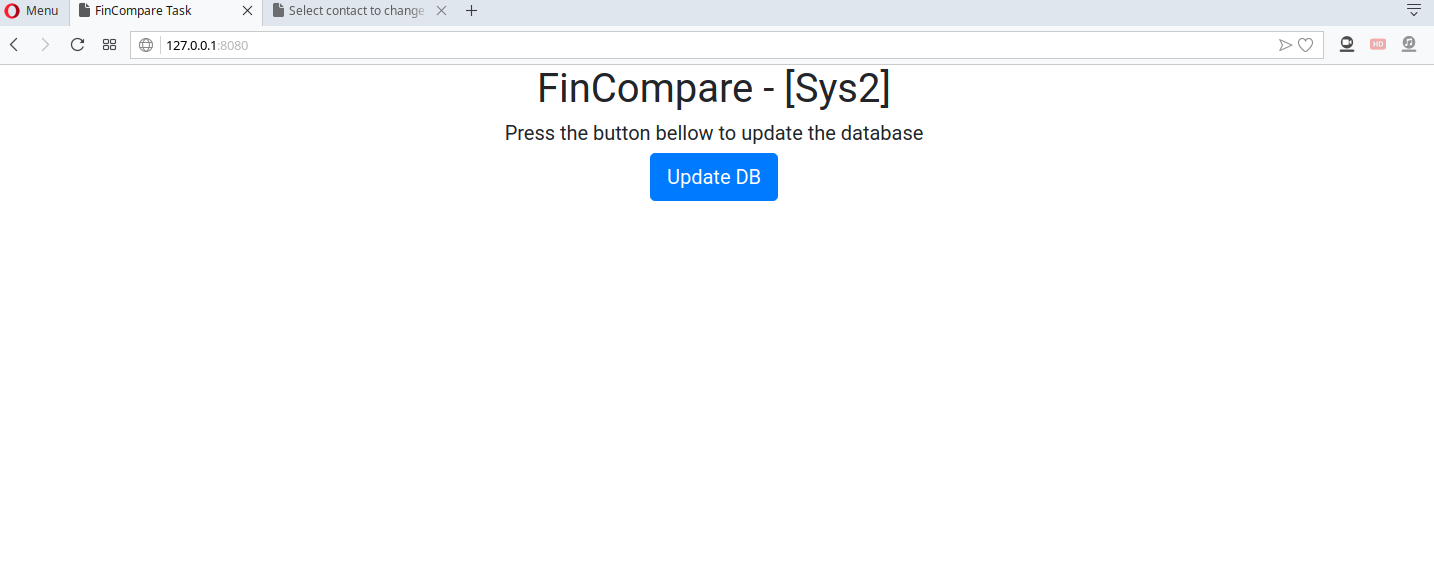 Menu
FinCompare Task
Select contact to change
127.0.0.1:8080
HD
FinCompare - [Sys2]
Press the button bellow to update the database
Update DB